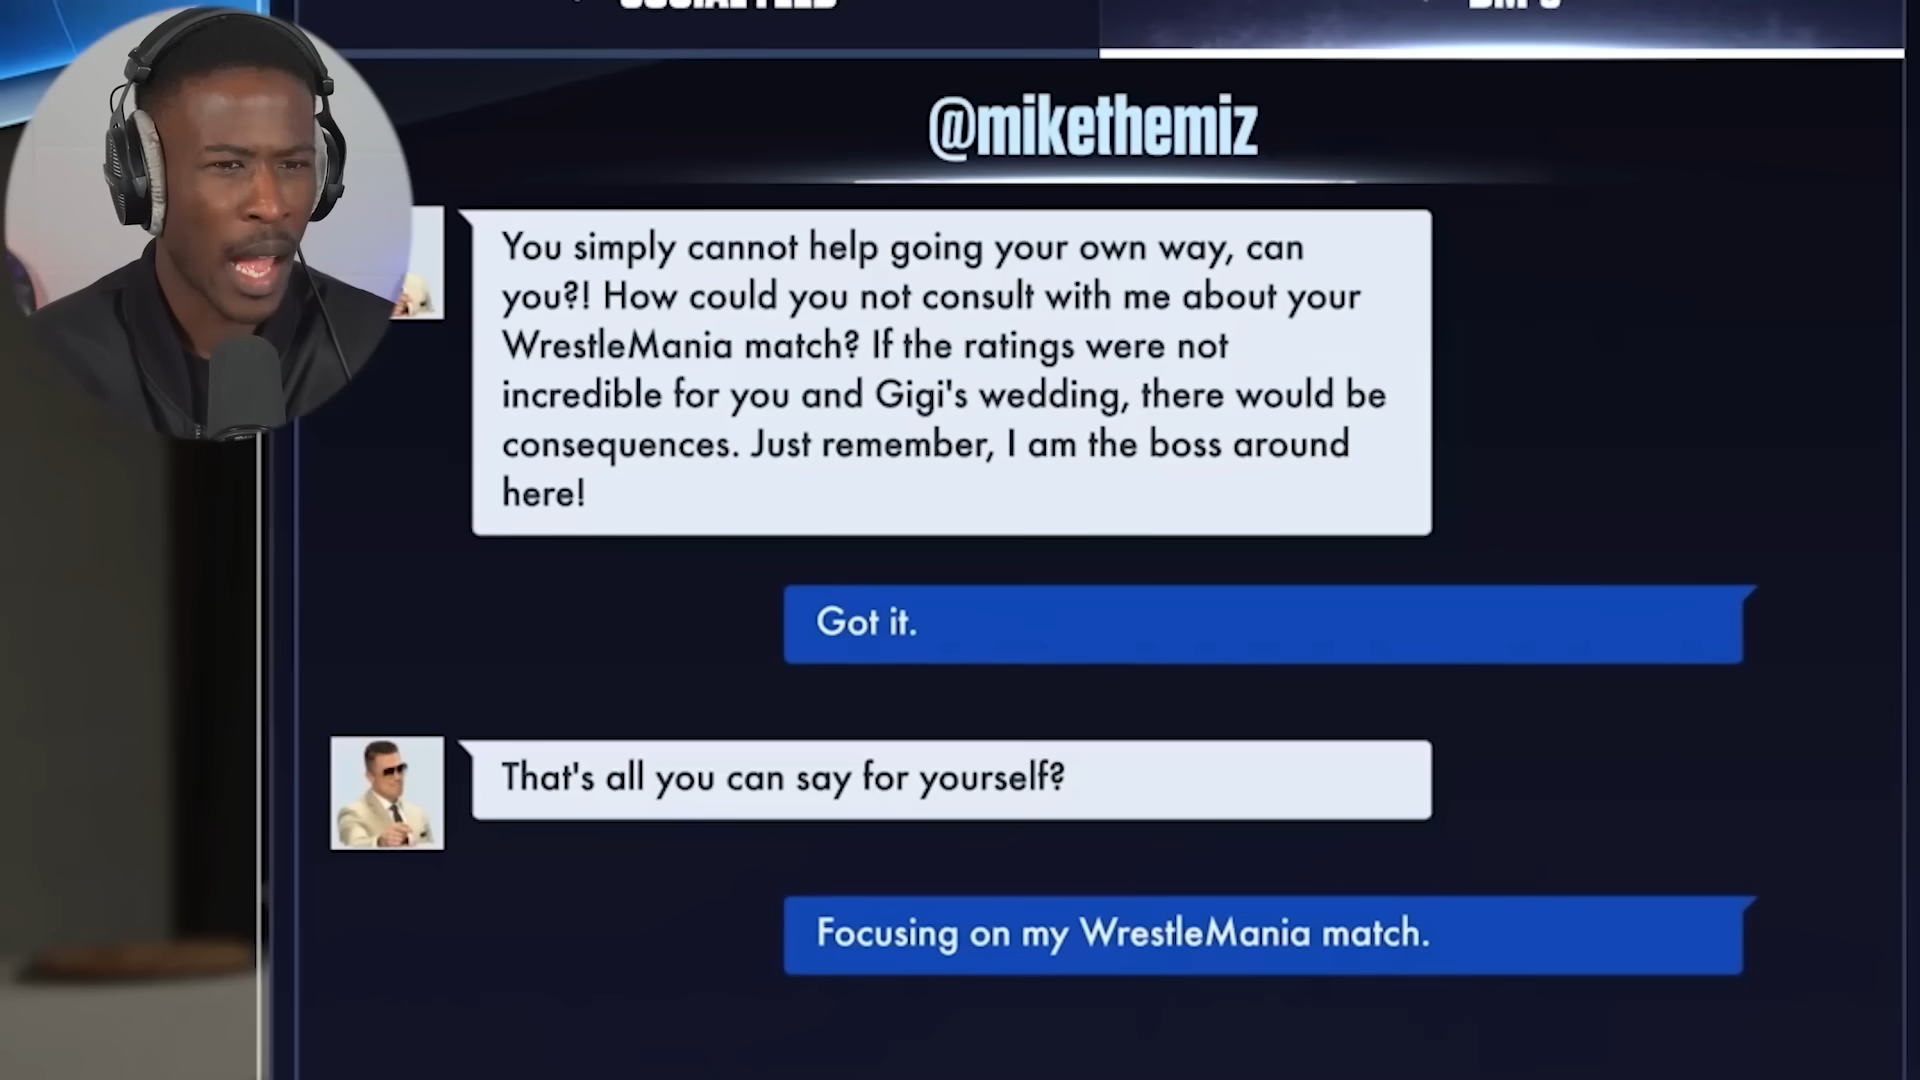 @mikethemiz
You simply cannot help going your own way, can
you?! How could you not consult with me about your
WrestleMania match? If the ratings were not
incredible for you and Gigi's wedding, there would be
consequences. Just remember, I am the boss around
here!
Got it.
That's all you can say for yourself?
Focusing on my WrestleMania match.